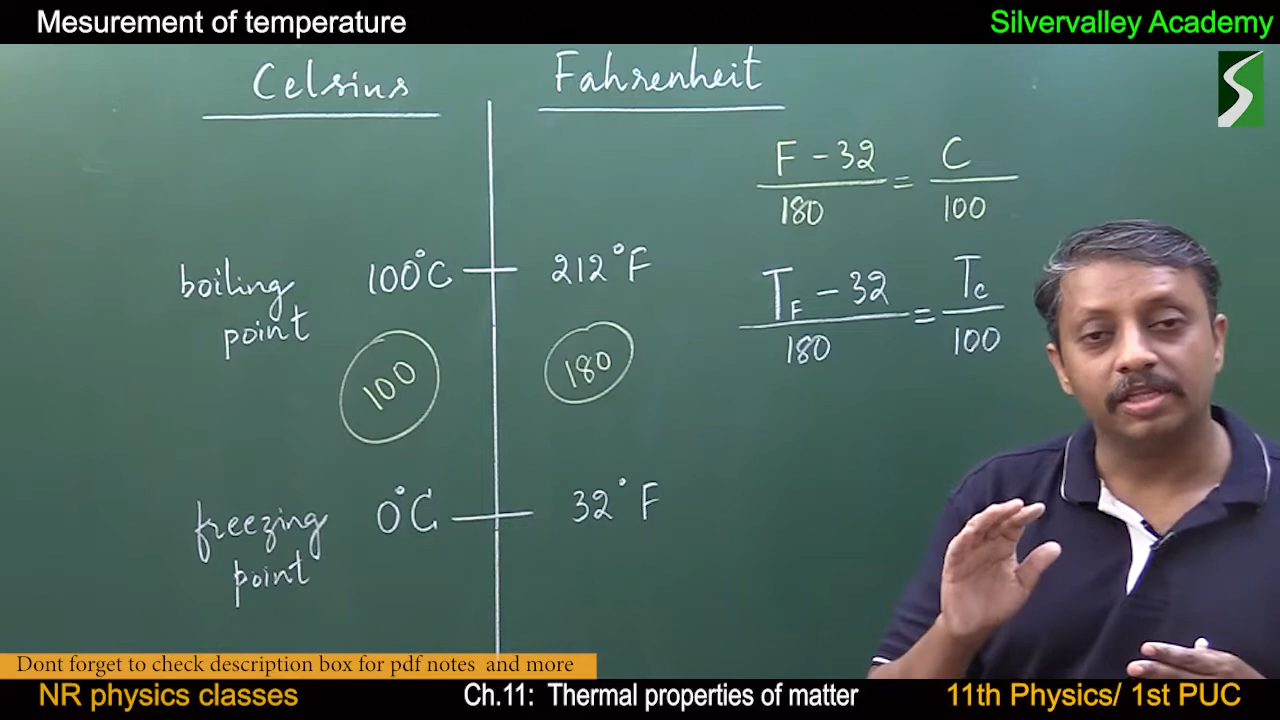 Mesurement of temperature
Silvervalley Academy
Celsius Fahrenheit
F - 32 / 180 = C / 100
boiling point 100°C 212°F
T_F - 32 / 180 = T_C / 100
100 180
freezing point 0°C 32°F
Dont forget to check description box for pdf notes and more
NR physics classes
Ch.11: Thermal properties of matter
11th Physics/ 1st PUC